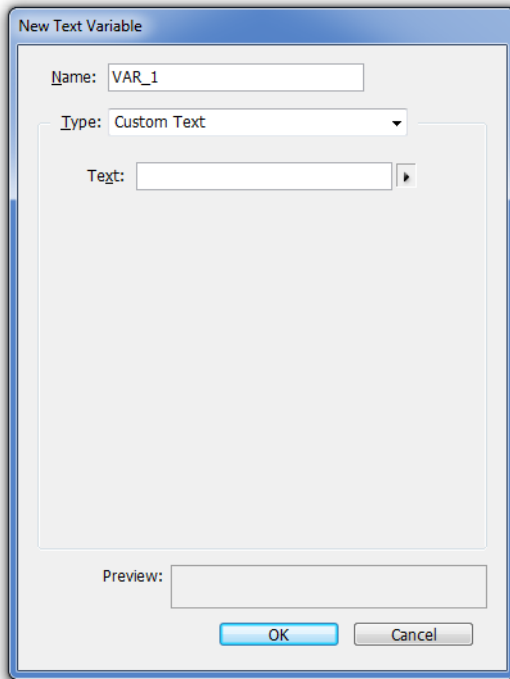 New Text Variable
Name: VAR_1
Type: Custom Text
Text:
Preview:
OK Cancel